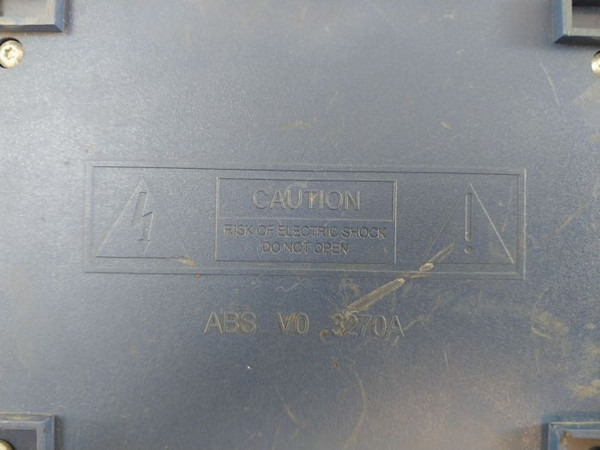 CAUTION
RISK OF ELECTRIC SHOCK
DO NOT OPEN
ABS V0 3270A